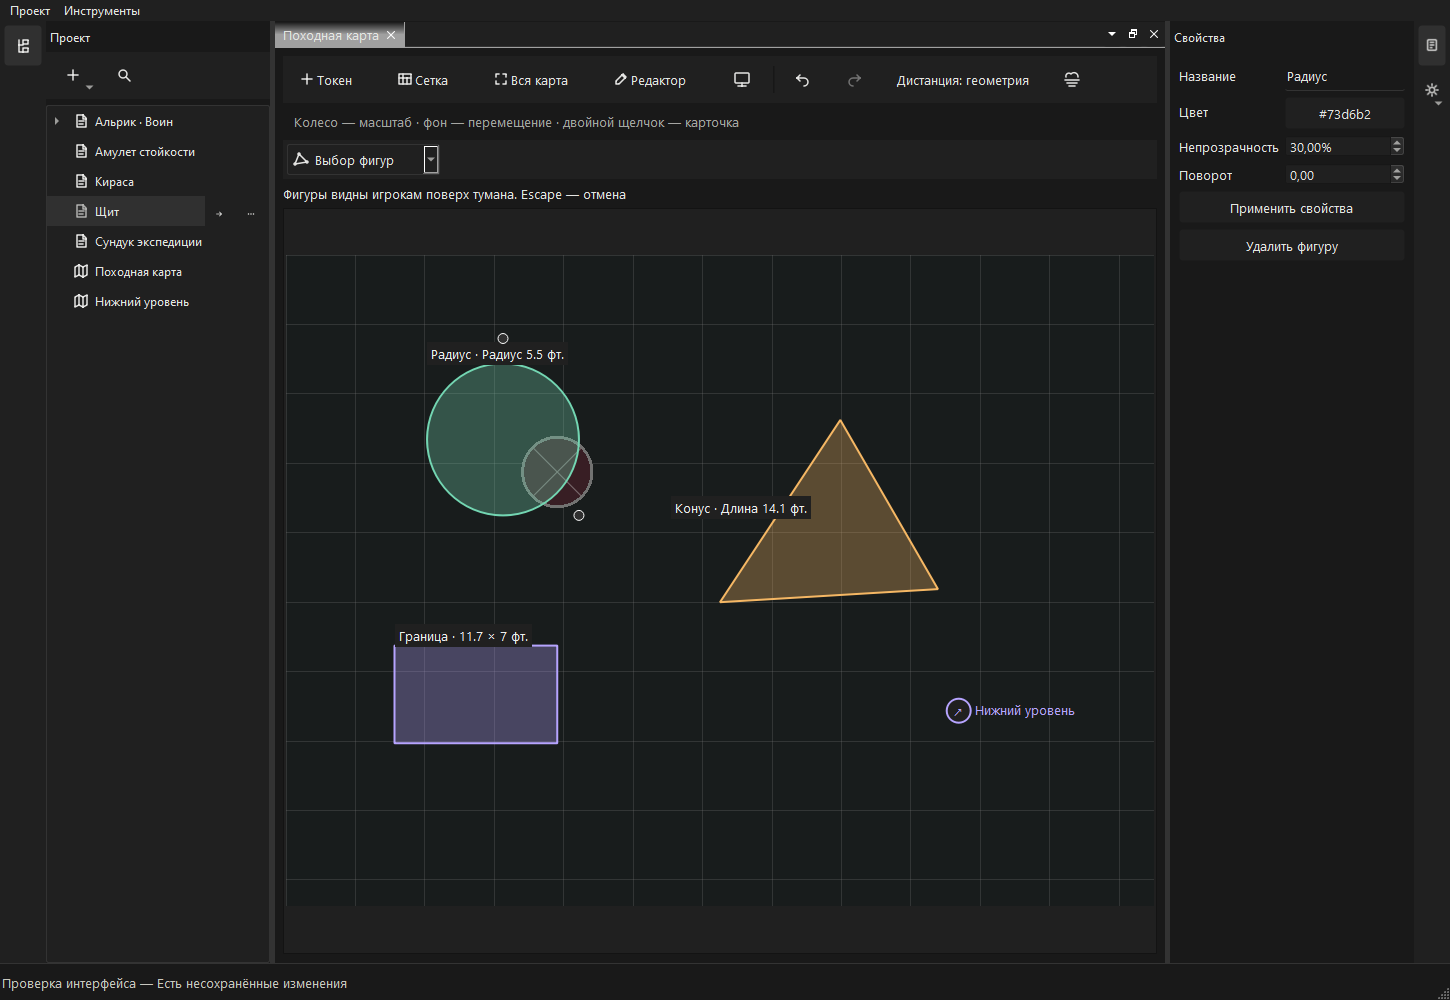 Проект Инструменты
Проект
Альрик · Воин
Амулет стойкости
Кираса
Щит
Сундук экспедиции
Походная карта
Нижний уровень
Походная карта
Токен Сетка Вся карта Редактор Дистанция: геометрия
Колесо — масштаб · фон — перемещение · двойной щелчок — карточка
Выбор фигур
Фигуры видны игрокам поверх тумана. Escape — отмена
Радиус · Радиус 5.5 фт.
Конус · Длина 14.1 фт.
Граница · 11.7 × 7 фт.
Нижний уровень
Свойства
Название Радиус
Цвет #73d6b2
Непрозрачность 30,00%
Поворот 0,00
Применить свойства
Удалить фигуру
Проверка интерфейса — Есть несохранённые изменения